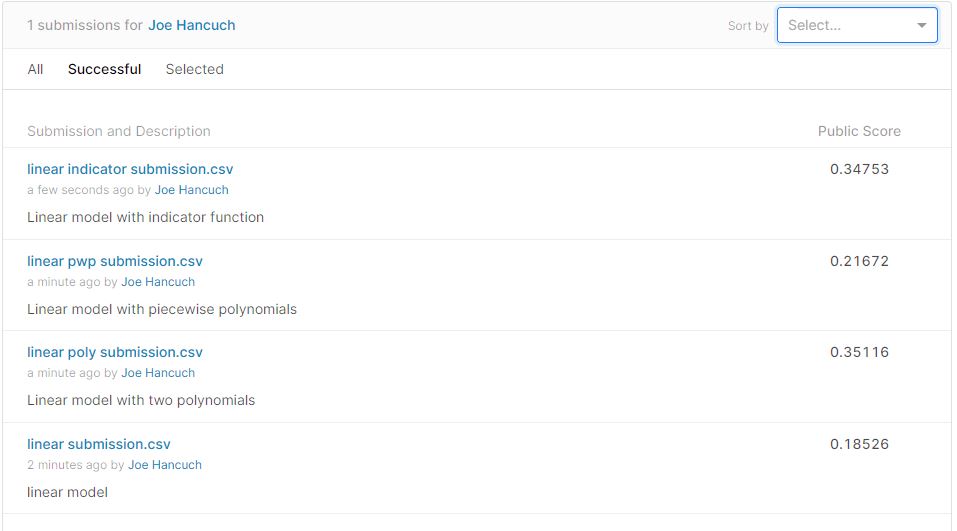 1 submissions for Joe Hancuch Sort by Select...
All Successful Selected
Submission and Description Public Score
linear indicator submission.csv 0.34753
a few seconds ago by Joe Hancuch
Linear model with indicator function
linear pwp submission.csv 0.21672
a minute ago by Joe Hancuch
Linear model with piecewise polynomials
linear poly submission.csv 0.35116
a minute ago by Joe Hancuch
Linear model with two polynomials
linear submission.csv 0.18526
2 minutes ago by Joe Hancuch
linear model